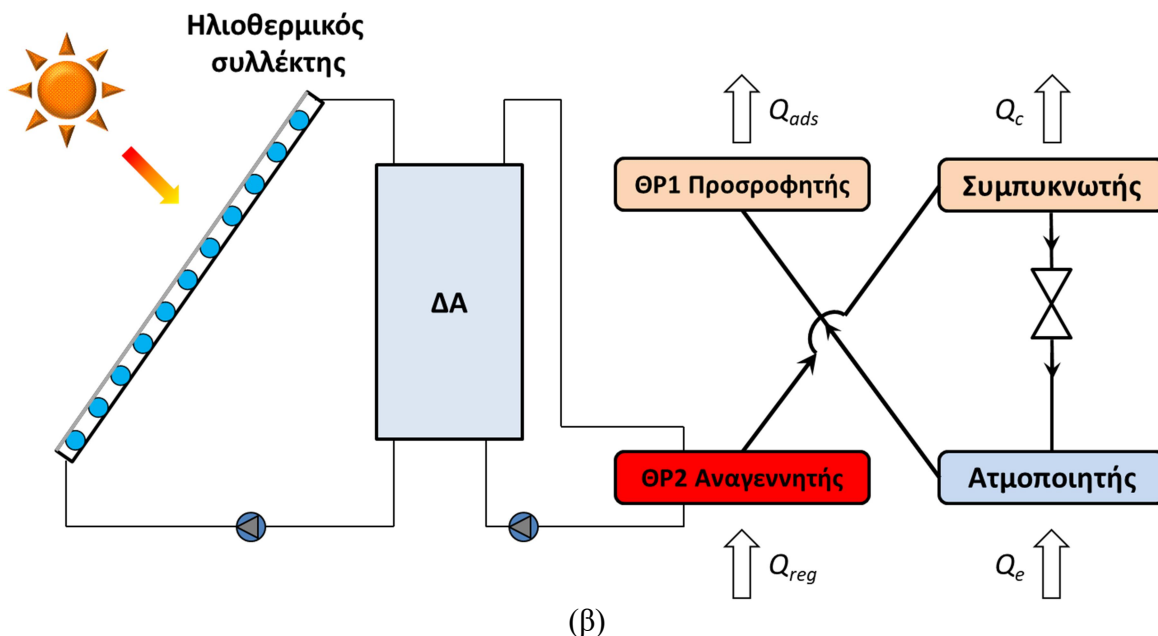 Ηλιοθερμικός
συλλέκτης
ΔΑ
Q_ads
Q_c
ΘΡ1 Προσροφητής
Συμπυκνωτής
ΘΡ2 Αναγεννητής
Ατμοποιητής
Q_reg
Q_e
(β)